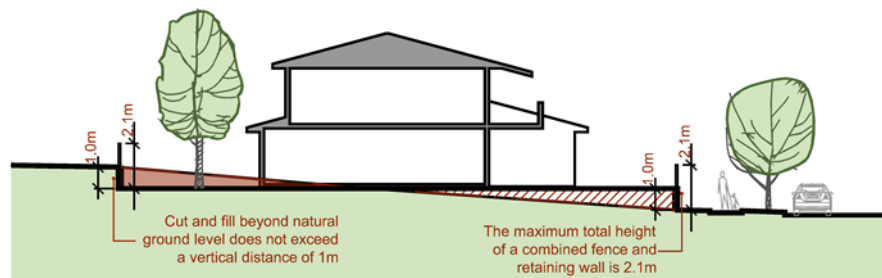 1.0m
2.1m
1.0m
2.1m
Cut and fill beyond natural
ground level does not exceed
a vertical distance of 1m
The maximum total height
of a combined fence and
retaining wall is 2.1m